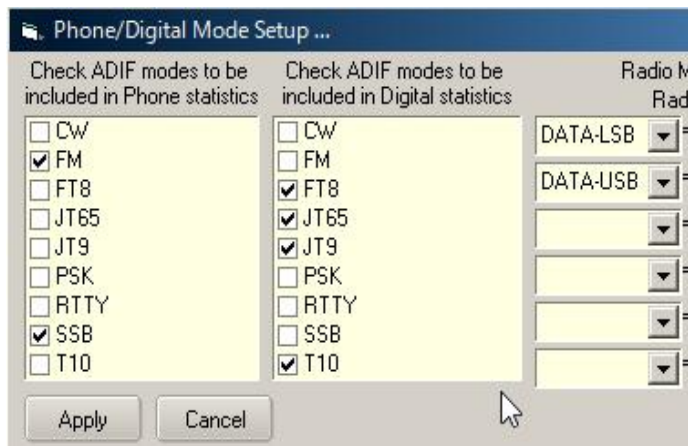 Phone/Digital Mode Setup ...
Check ADIF modes to be
included in Phone statistics
CW
FM
FT8
JT65
JT9
PSK
RTTY
SSB
T10
Check ADIF modes to be
included in Digital statistics
CW
FM
FT8
JT65
JT9
PSK
RTTY
SSB
T10
Radio M
Rad
DATA-LSB =
DATA-USB =
=
=
=
=
Apply
Cancel